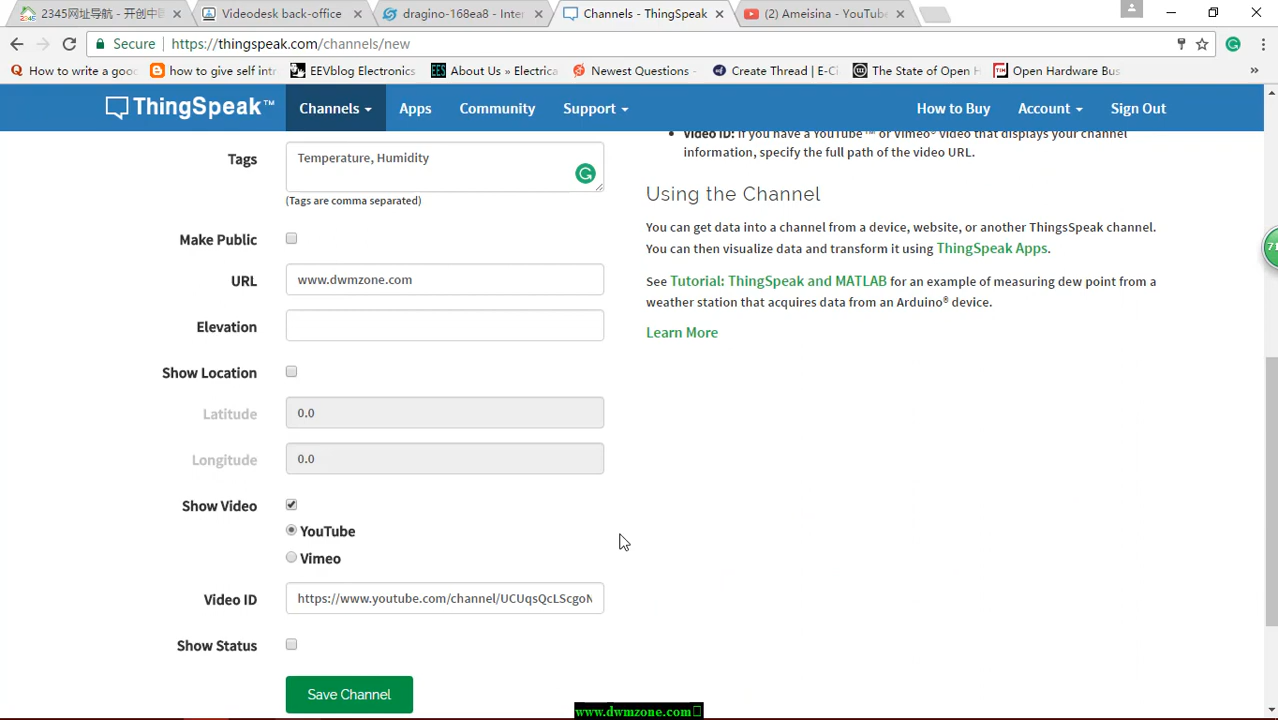 2345网址导航 - 开创中
Videodesk back-office
dragino-168ea8 - Inter
Channels - ThingSpeak
(2) Ameisina - YouTube
Secure
https://thingspeak.com/channels/new
How to write a good
how to give self intr
EEVblog Electronics
About Us » Electrica
Newest Questions -
Create Thread | E-Ci
The State of Open H
Open Hardware Bus
»
ThingSpeak™
Channels
Apps
Community
Support
How to Buy
Account
Sign Out
Tags
Temperature, Humidity
(Tags are comma separated)
Make Public
URL
www.dwmzone.com
Elevation
Show Location
Latitude
0.0
Longitude
0.0
Show Video
YouTube
Vimeo
Video ID
https://www.youtube.com/channel/UCUqsQcLScgoN
Show Status
Save Channel
• Video ID: If you have a YouTube™ or Vimeo® video that displays your channel
information, specify the full path of the video URL.
Using the Channel
You can get data into a channel from a device, website, or another ThingsSpeak channel.
You can then visualize data and transform it using ThingSpeak Apps.
See Tutorial: ThingSpeak and MATLAB for an example of measuring dew point from a
weather station that acquires data from an Arduino® device.
Learn More
71
www.dwmzone.com